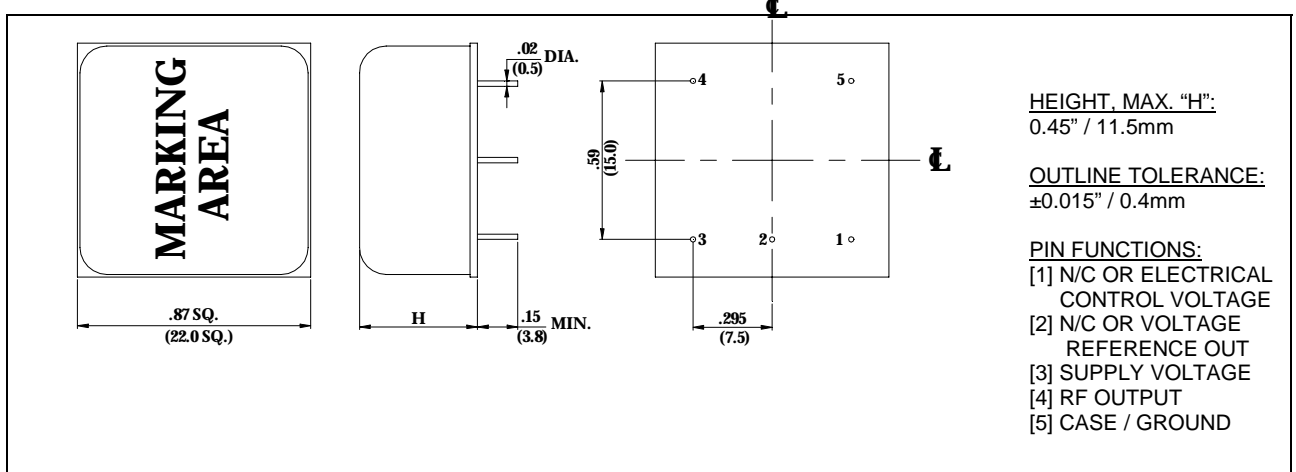 ℄
MARKING
AREA
.87 SQ.
(22.0 SQ.)
.02
(0.5)
DIA.
H
.15
(3.8)
MIN.
4
5
.59
(15.0)
℄
3
2
1
.295
(7.5)
HEIGHT, MAX. “H”:
0.45” / 11.5mm
OUTLINE TOLERANCE:
±0.015” / 0.4mm
PIN FUNCTIONS:
[1] N/C OR ELECTRICAL
CONTROL VOLTAGE
[2] N/C OR VOLTAGE
REFERENCE OUT
[3] SUPPLY VOLTAGE
[4] RF OUTPUT
[5] CASE / GROUND